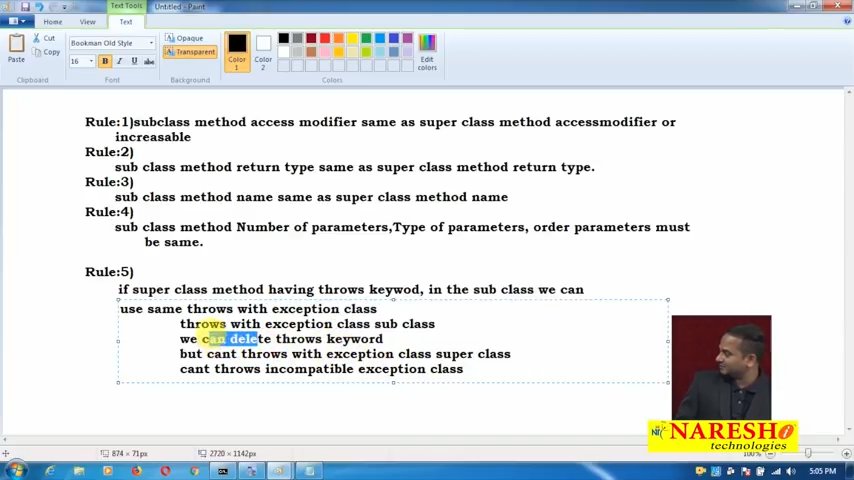 Text Tools
Untitled - Paint
Home
View
Text
Paste
Cut
Copy
Clipboard
Bookman Old Style
16
B
I
U
abc
Font
Opaque
Transparent
Background
Color 1
Color 2
Edit colors
Colors
Rule:1)subclass method access modifier same as super class method accessmodifier or
increasable
Rule:2)
sub class method return type same as super class method return type.
Rule:3)
sub class method name same as super class method name
Rule:4)
sub class method Number of parameters,Type of parameters, order parameters must
be same.
Rule:5)
if super class method having throws keywod, in the sub class we can
use same throws with exception class
throws with exception class sub class
we can delete throws keyword
but cant throws with exception class super class
cant throws incompatible exception class
NARESH i
technologies
874 × 71px
2720 × 1142px
100%
5:05 PM